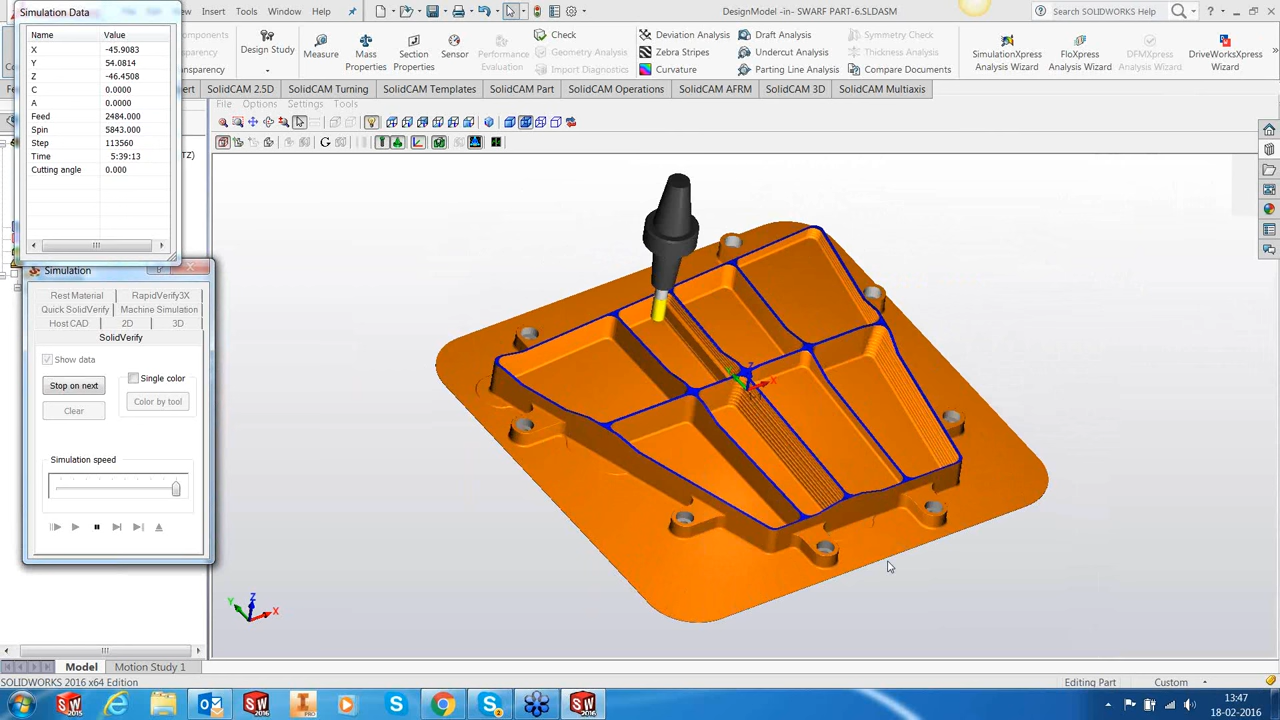 Simulation Data
Name Value
X -45.9083
Y 54.0814
Z -46.4508
C 0.0000
A 0.0000
Feed 2484.000
Spin 5843.000
Step 113560
Time 5:39:13
Cutting angle 0.000
Insert Tools Window Help
DesignModel -in- SWARF PART-6.SLDASM
Search SOLIDWORKS Help
Design Study
Measure
Mass Properties
Section Properties
Sensor
Performance Evaluation
Check
Geometry Analysis
Import Diagnostics
Deviation Analysis
Zebra Stripes
Curvature
Draft Analysis
Undercut Analysis
Parting Line Analysis
Symmetry Check
Thickness Analysis
Compare Documents
SimulationXpress Analysis Wizard
FloXpress Analysis Wizard
DFMXpress Analysis Wizard
DriveWorksXpress Wizard
SolidCAM 2.5D SolidCAM Turning SolidCAM Templates SolidCAM Part SolidCAM Operations SolidCAM AFRM SolidCAM 3D SolidCAM Multiaxis
File Options Settings Tools
Simulation
Rest Material RapidVerify3X
Quick SolidVerify Machine Simulation
Host CAD 2D 3D
SolidVerify
Show data
Stop on next
Single color
Clear
Color by tool
Simulation speed
Z
X
Y
Z
X
Model Motion Study 1
SOLIDWORKS 2016 x64 Edition
Editing Part Custom
13:47
18-02-2016